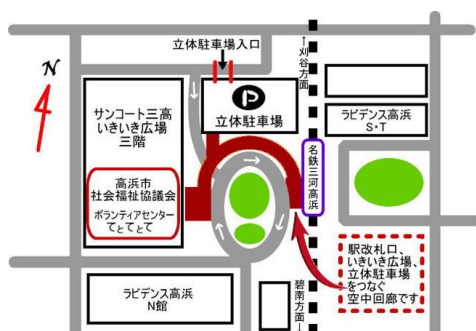 立体駐車場入口
←刈谷方面
N
P
立体駐車場
サンコート三高
いきいき広場
三階
ラビデンス高浜
S・T
名鉄三河高浜
高浜市
社会福祉協議会
ボランティアセンター
てとてとて
駅改札口、
いきいき広場、
立体駐車場
をつなぐ
空中回廊です
ラビデンス高浜
N館
碧南方面→